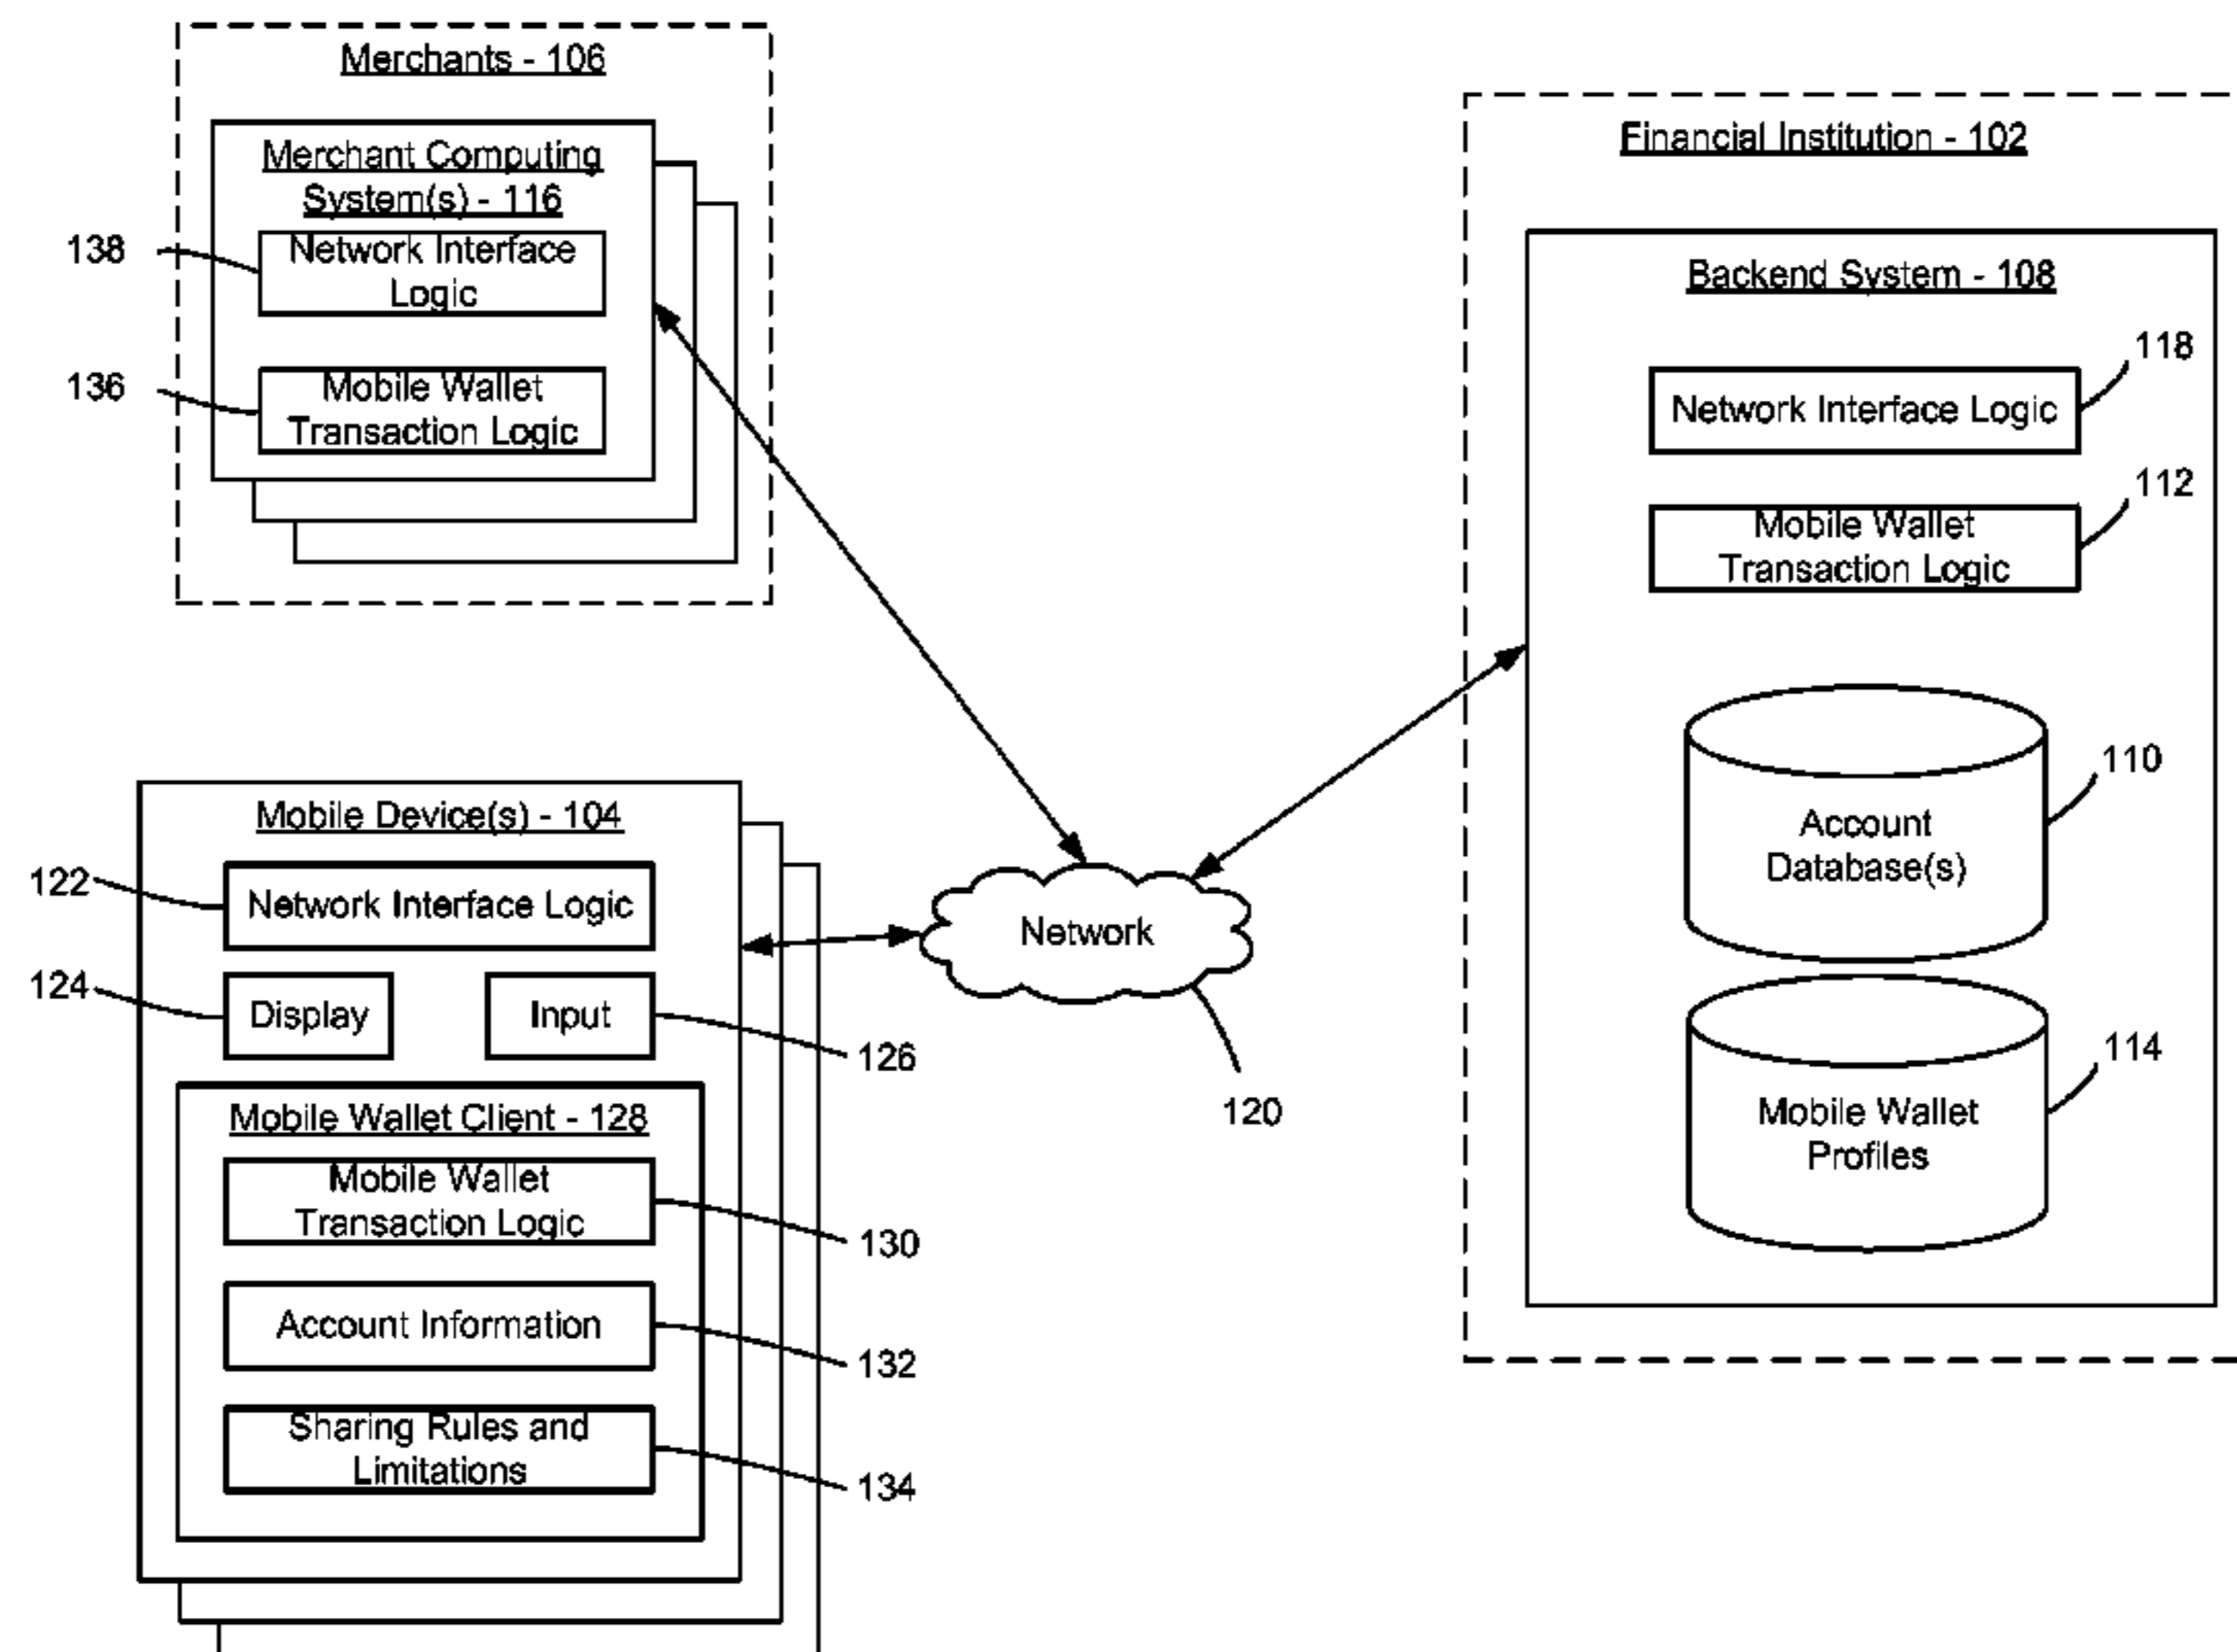 Merchants - 106
Merchant Computing
System(s) - 116
138
Network Interface
Logic
136
Mobile Wallet
Transaction Logic
Financial Institution - 102
Backend System - 108
118
Network Interface Logic
112
Mobile Wallet
Transaction Logic
110
Account
Database(s)
114
Mobile Wallet
Profiles
Mobile Device(s) - 104
122
Network Interface Logic
124
Display
Input
126
Network
120
Mobile Wallet Client - 128
Mobile Wallet
Transaction Logic
130
Account Information
132
Sharing Rules and
Limitations
134